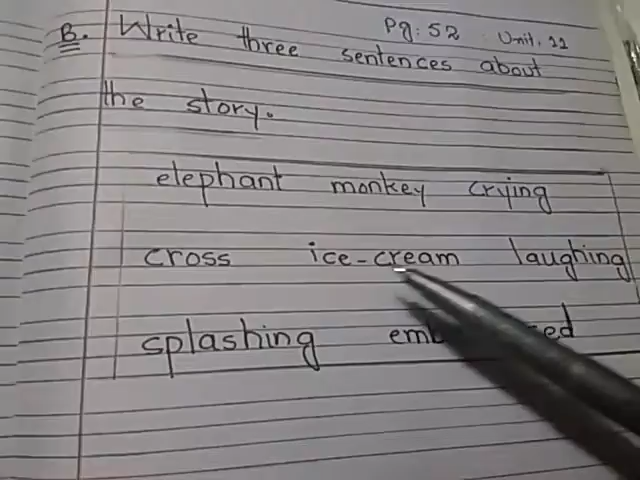 Pg: 52 Unit. 11
B. Write three sentences about
the story.
elephant monkey crying
cross ice-cream laughing
splashing